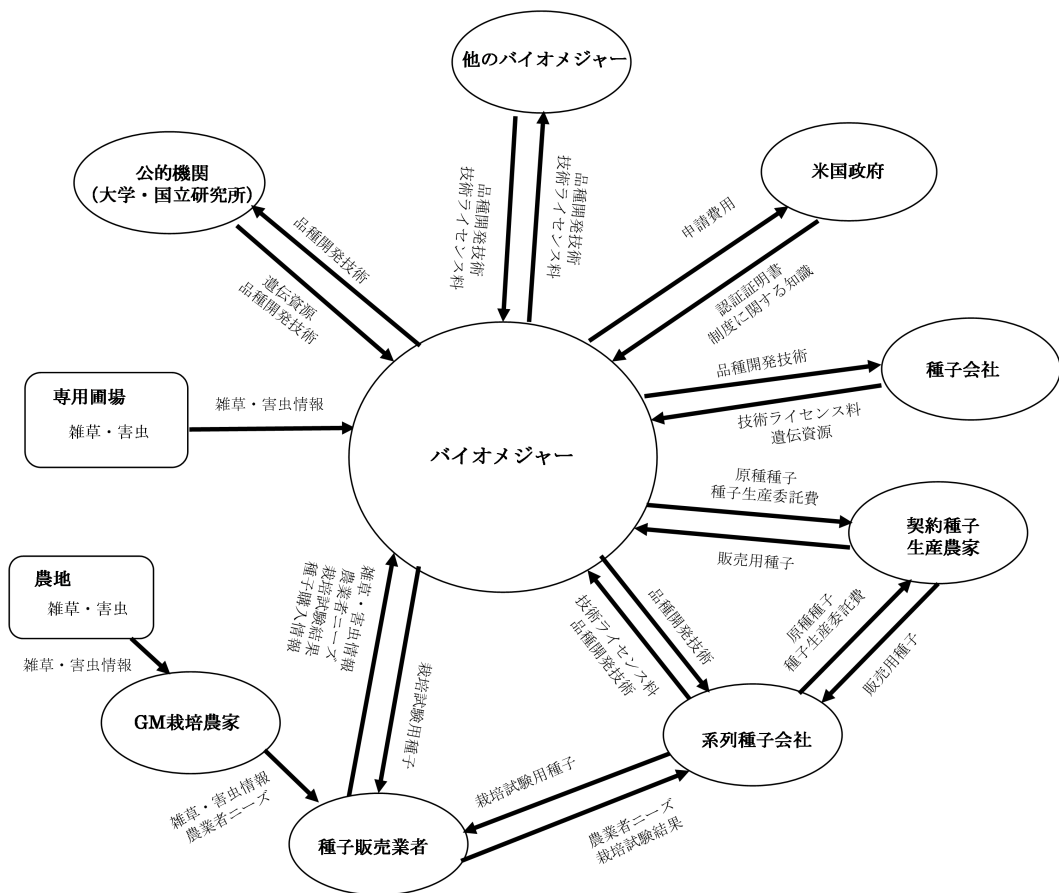 他のバイオメジャー
品種開発技術
技術ライセンス料
品種開発技術
技術ライセンス料
公的機関
(大学・国立研究所)
品種開発技術
遺伝資源
品種開発技術
米国政府
申請費用
認証証明書
制度に関する知識
種子会社
品種開発技術
技術ライセンス料
遺伝資源
専用圃場
雑草・害虫
雑草・害虫情報
バイオメジャー
原種種子
種子生産委託費
販売用種子
契約種子
生産農家
農地
雑草・害虫
雑草・害虫情報
GM栽培農家
雑草・害虫情報
農業者ニーズ
雑草・害虫情報
農業者ニーズ
栽培試験結果
種子購入情報
栽培試験用種子
品種開発技術
技術ライセンス料
品種開発技術
原種種子
種子生産委託費
販売用種子
系列種子会社
栽培試験用種子
農業者ニーズ
栽培試験結果
種子販売業者